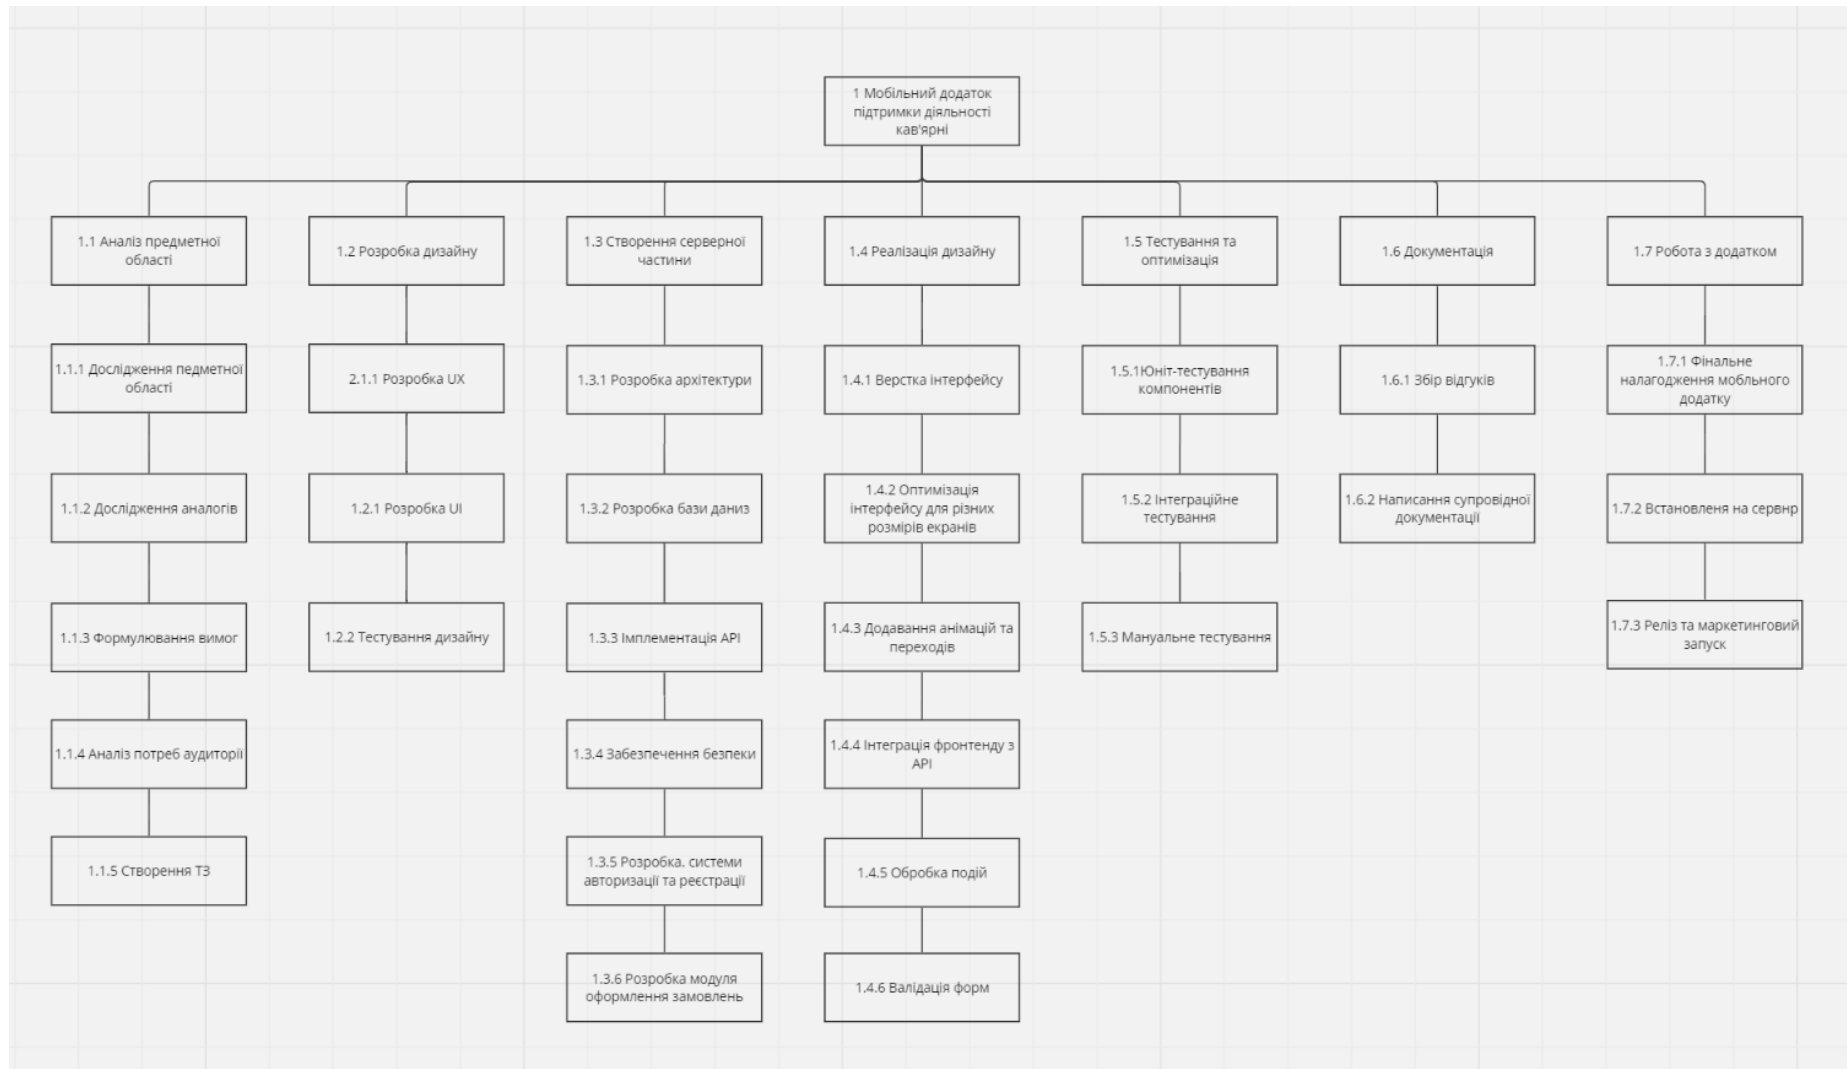 1 Мобільний додаток
підтримки діяльності
кав'ярні
1.1 Аналіз предметної
області
1.2 Розробка дизайну
1.3 Створення серверної
частини
1.4 Реалізація дизайну
1.5 Тестування та
оптимізація
1.6 Документація
1.7 Робота з додатком
1.1.1 Дослідження педметної
області
2.1.1 Розробка UX
1.3.1 Розробка архітектури
1.4.1 Верстка інтерфейсу
1.5.1Юніт-тестування
компонентів
1.6.1 Збір відгуків
1.7.1 Фінальне
налагодження мобльного
додатку
1.1.2 Дослідження аналогів
1.2.1 Розробка UI
1.3.2 Розробка бази даниз
1.4.2 Оптимізація
інтерфейсу для різних
розмірів екранів
1.5.2 Інтеграційне
тестування
1.6.2 Написання супровідної
документації
1.7.2 Встановленя на сервнр
1.1.3 Формулювання вимог
1.2.2 Тестування дизайну
1.3.3 Імплементація API
1.4.3 Додавання анімацій та
переходів
1.5.3 Мануальне тестування
1.7.3 Реліз та маркетинговий
запуск
1.1.4 Аналіз потреб аудиторії
1.3.4 Забезпечення безпеки
1.4.4 Інтеграція фронтенду з
API
1.1.5 Створення ТЗ
1.3.5 Розробка. системи
авторизації та реєстрації
1.4.5 Обробка подій
1.3.6 Розробка модуля
оформлення замовлень
1.4.6 Валідація форм